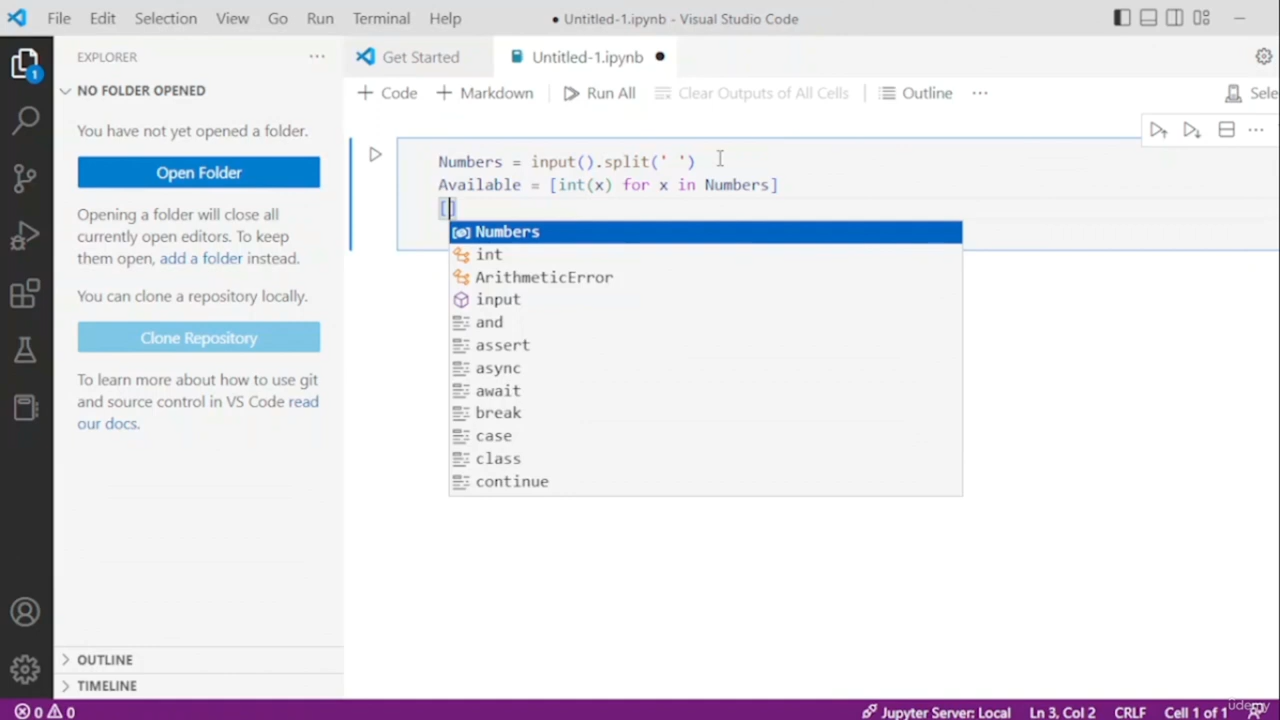 File Edit Selection View Go Run Terminal Help ● Untitled-1.ipynb - Visual Studio Code
EXPLORER
Get Started
Untitled-1.ipynb
NO FOLDER OPENED
Code
Markdown
Run All
Clear Outputs of All Cells
Outline
Sele
1
You have not yet opened a folder.
Open Folder
Opening a folder will close all
currently open editors. To keep
them open, add a folder instead.
You can clone a repository locally.
Clone Repository
To learn more about how to use git
and source control in VS Code read
our docs.
Numbers = input().split(' ')
Available = [int(x) for x in Numbers]
[]
Numbers
int
ArithmeticError
input
and
assert
async
await
break
case
class
continue
OUTLINE
TIMELINE
0 0
Jupyter Server: Local
Ln 3, Col 2
CRLF
Cell 1 of 1
ûdemy